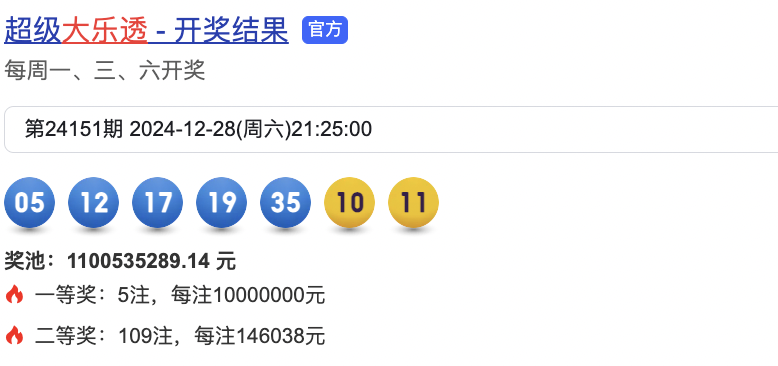 超级大乐透 - 开奖结果 官方
每周一、三、六开奖
第24151期 2024-12-28(周六)21:25:00
05 12 17 19 35 10 11
奖池：1100535289.14 元
一等奖：5注，每注10000000元
二等奖：109注，每注146038元